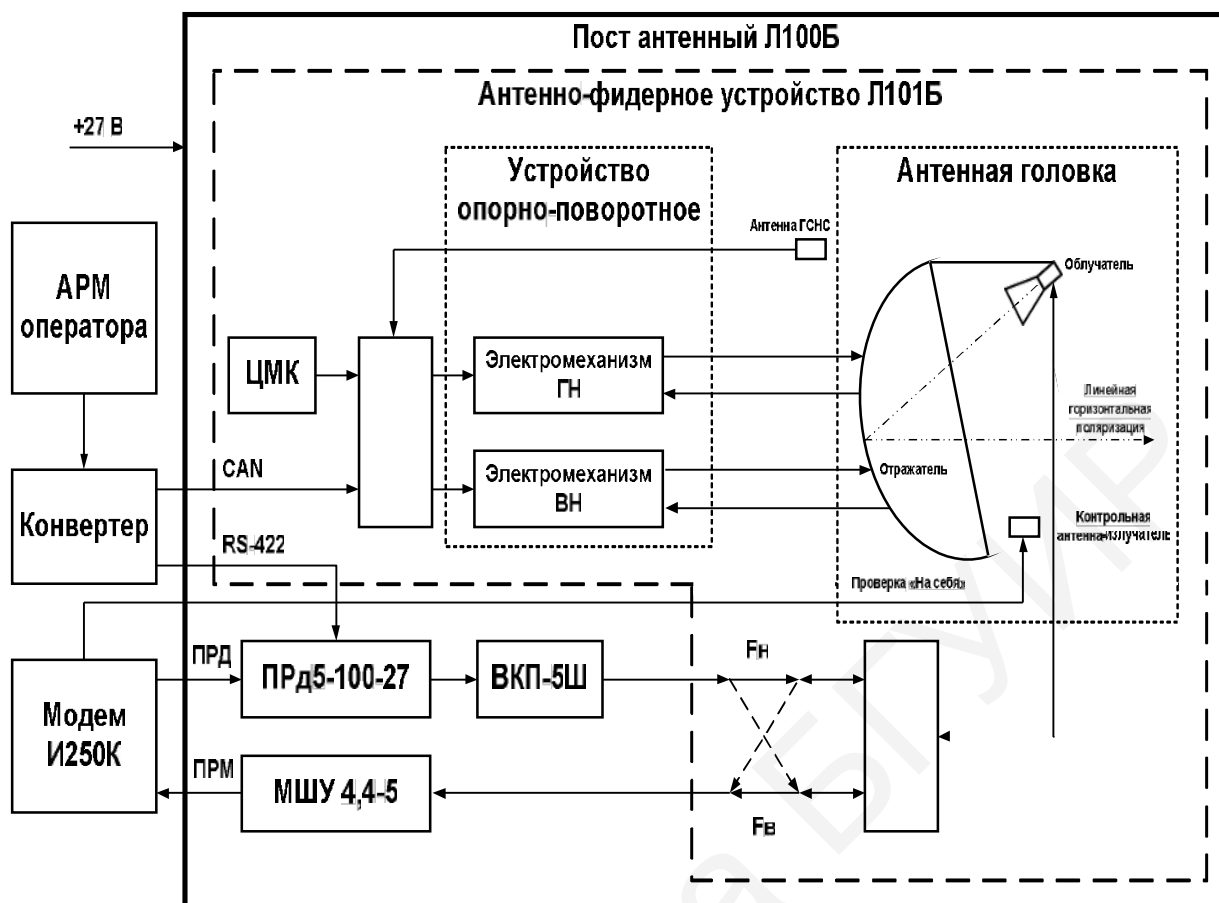 Пост антенный Л100Б
Антенно-фидерное устройство Л101Б
+27 В
Устройство
опорно-поворотное
Антенная головка
Антенна ГСНС
Облучатель
АРМ
оператора
ЦМК
Электромеханизм
ГН
Линейная
горизонтальная
поляризация
CAN
Электромеханизм
ВН
Отражатель
Конвертер
RS-422
Контрольная
антенна-излучатель
Проверка «На себя»
ПРД
ПРд5-100-27
ВКП-5Ш
Fн
Модем
И250К
ПРМ
МШУ 4,4-5
Fв
а БГУИР